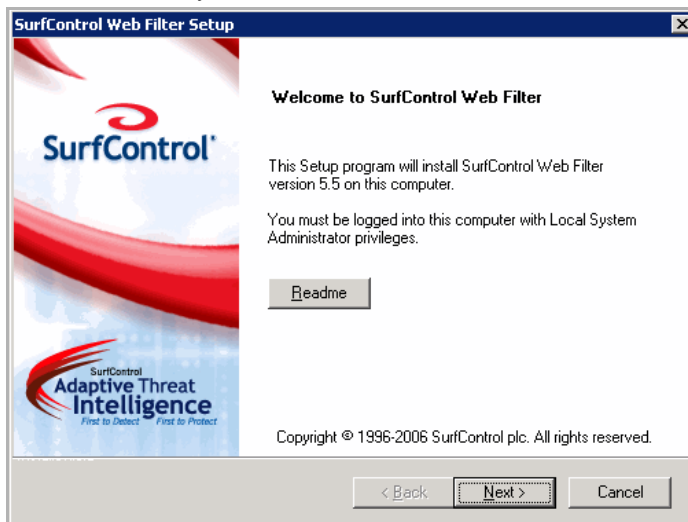 SurfControl Web Filter Setup
Welcome to SurfControl Web Filter
SurfControl
This Setup program will install SurfControl Web Filter
version 5.5 on this computer.
You must be logged into this computer with Local System
Administrator privileges.
Readme
SurfControl
Adaptive Threat
Intelligence
First to Detect First to Protect
Copyright © 1996-2006 SurfControl plc. All rights reserved.
< Back Next > Cancel